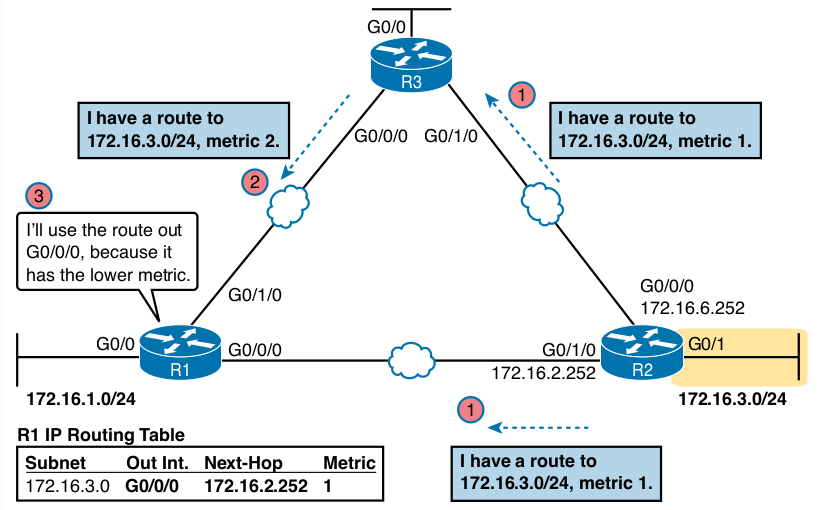 G0/0
R3
1
I have a route to
172.16.3.0/24, metric 2.
I have a route to
172.16.3.0/24, metric 1.
G0/0/0
G0/1/0
2
3
I'll use the route out
G0/0/0, because it
has the lower metric.
G0/1/0
G0/0/0
172.16.6.252
G0/0
R1
G0/0/0
G0/1/0
172.16.2.252
R2
G0/1
172.16.1.0/24
172.16.3.0/24
1
I have a route to
172.16.3.0/24, metric 1.
R1 IP Routing Table
Subnet Out Int. Next-Hop Metric
172.16.3.0 G0/0/0 172.16.2.252 1